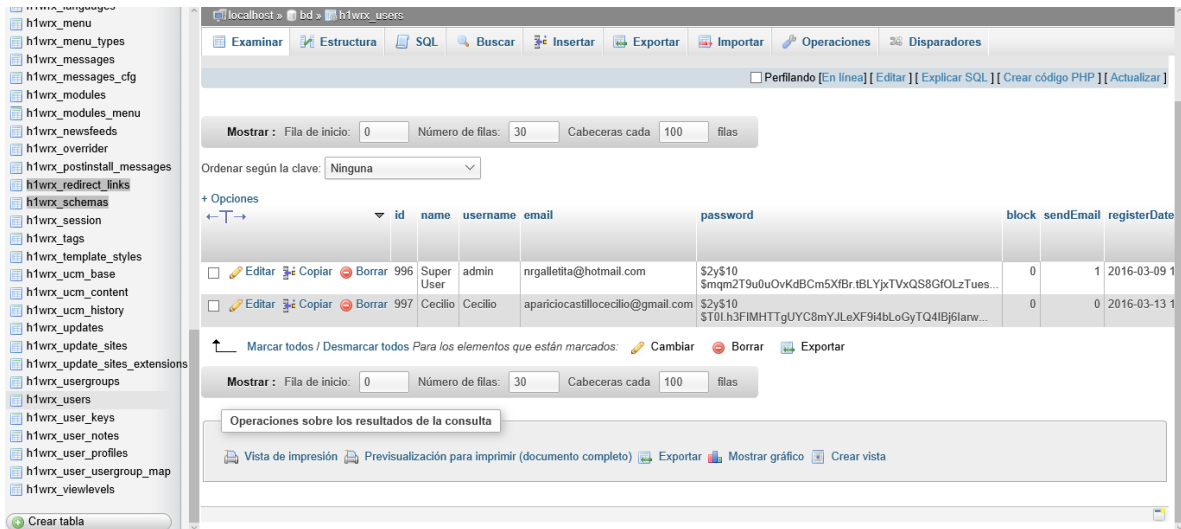 h1wrx_languages
h1wrx_menu
h1wrx_menu_types
h1wrx_messages
h1wrx_messages_cfg
h1wrx_modules
h1wrx_modules_menu
h1wrx_newsfeeds
h1wrx_overrider
h1wrx_postinstall_messages
h1wrx_redirect_links
h1wrx_schemas
h1wrx_session
h1wrx_tags
h1wrx_template_styles
h1wrx_ucm_base
h1wrx_ucm_content
h1wrx_ucm_history
h1wrx_updates
h1wrx_update_sites
h1wrx_update_sites_extensions
h1wrx_usergroups
h1wrx_users
h1wrx_user_keys
h1wrx_user_notes
h1wrx_user_profiles
h1wrx_user_usergroup_map
h1wrx_viewlevels
Crear tabla
localhost » bd » h1wrx_users
Examinar Estructura SQL Buscar Insertar Exportar Importar Operaciones Disparadores
Perfilando [En línea] [ Editar ] [ Explicar SQL ] [ Crear código PHP ] [ Actualizar ]
Mostrar : Fila de inicio: 0 Número de filas: 30 Cabeceras cada 100 filas
Ordenar según la clave: Ninguna
+ Opciones
←T→ id name username email password block sendEmail registerDate
Editar Copiar Borrar 996 Super User admin nrgalletita@hotmail.com $2y$10 0 1 2016-03-09 1
$mqm2T9u0uOvKdBCm5XfBr.tBLYjxTVxQS8GfOLzTues...
Editar Copiar Borrar 997 Cecilio Cecilio apariciocastillocecilio@gmail.com $2y$10 0 0 2016-03-13 1
$T0I.h3FIMHTTgUYC8mYJLeXF9i4bLoGyTQ4IBj6Iarw...
Marcar todos / Desmarcar todos Para los elementos que están marcados: Cambiar Borrar Exportar
Mostrar : Fila de inicio: 0 Número de filas: 30 Cabeceras cada 100 filas
Operaciones sobre los resultados de la consulta
Vista de impresión Previsualización para imprimir (documento completo) Exportar Mostrar gráfico Crear vista